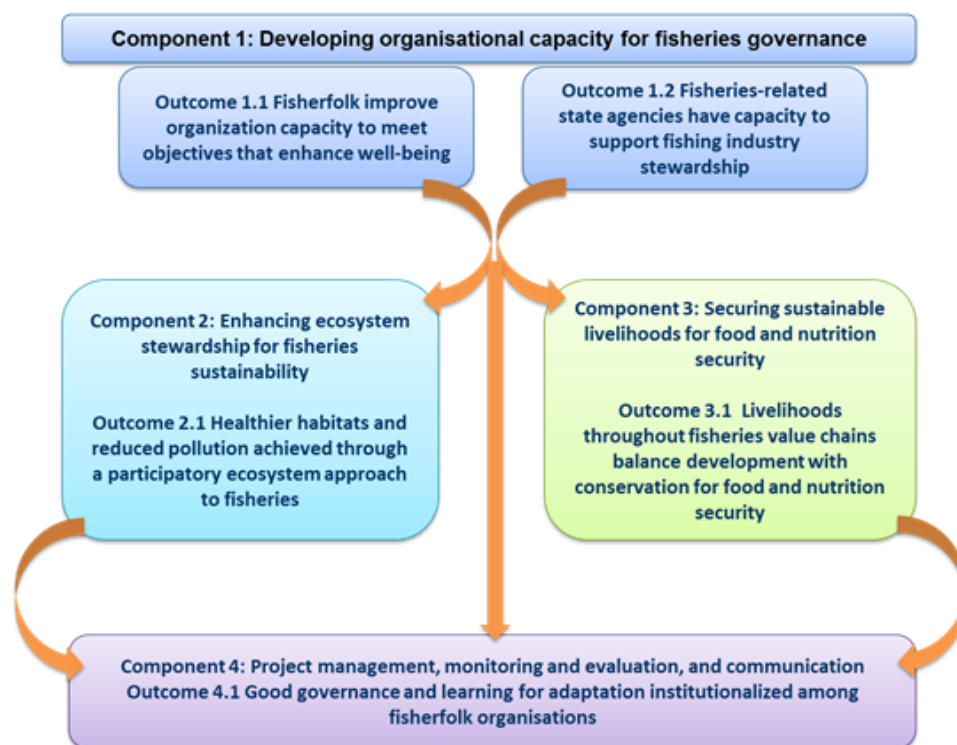 Component 1: Developing organisational capacity for fisheries governance
Outcome 1.1 Fisherfolk improve
organization capacity to meet
objectives that enhance well-being
Outcome 1.2 Fisheries-related
state agencies have capacity to
support fishing industry
stewardship
Component 2: Enhancing ecosystem
stewardship for fisheries
sustainability
Outcome 2.1 Healthier habitats and
reduced pollution achieved through
a participatory ecosystem approach
to fisheries
Component 3: Securing sustainable
livelihoods for food and nutrition
security
Outcome 3.1 Livelihoods
throughout fisheries value chains
balance development with
conservation for food and nutrition
security
Component 4: Project management, monitoring and evaluation, and communication
Outcome 4.1 Good governance and learning for adaptation institutionalized among
fisherfolk organisations